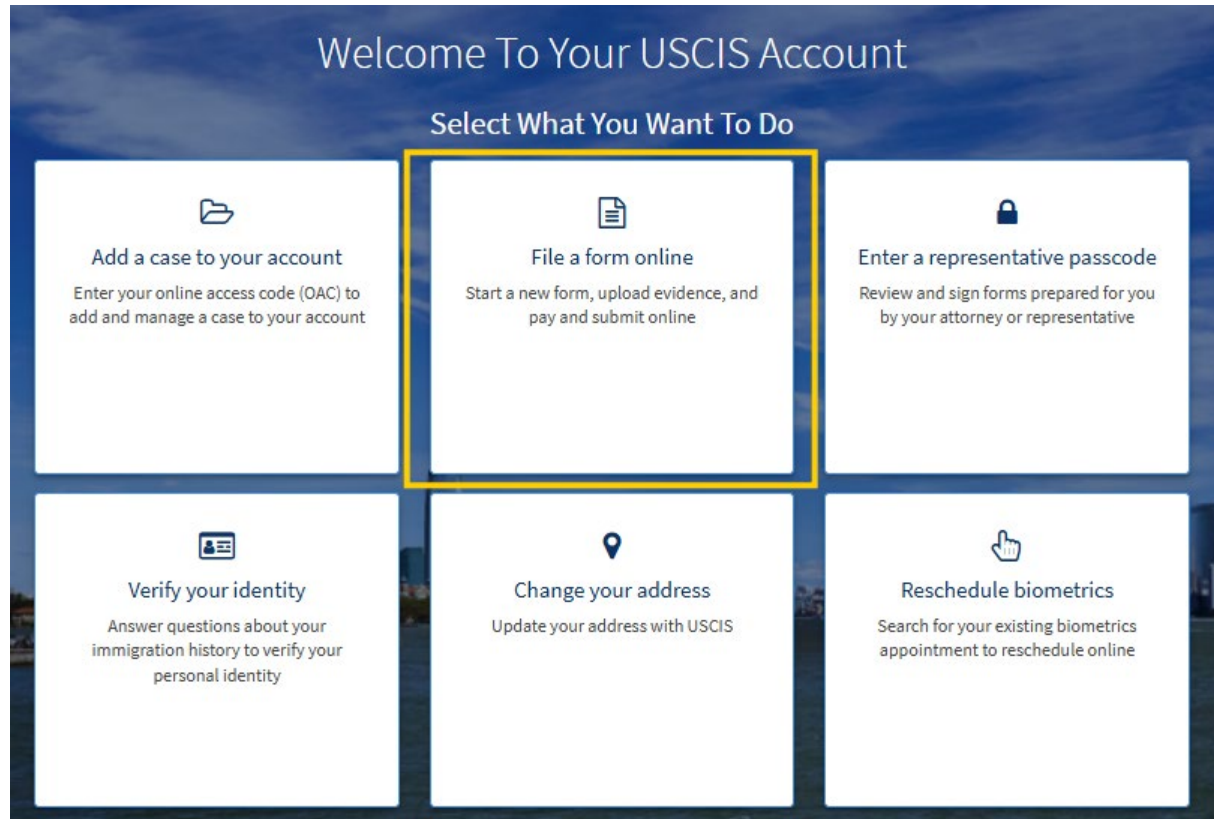 Welcome To Your USCIS Account
Select What You Want To Do
Add a case to your account
Enter your online access code (OAC) to
add and manage a case to your account
File a form online
Start a new form, upload evidence, and
pay and submit online
Enter a representative passcode
Review and sign forms prepared for you
by your attorney or representative
Verify your identity
Answer questions about your
immigration history to verify your
personal identity
Change your address
Update your address with USCIS
Reschedule biometrics
Search for your existing biometrics
appointment to reschedule online